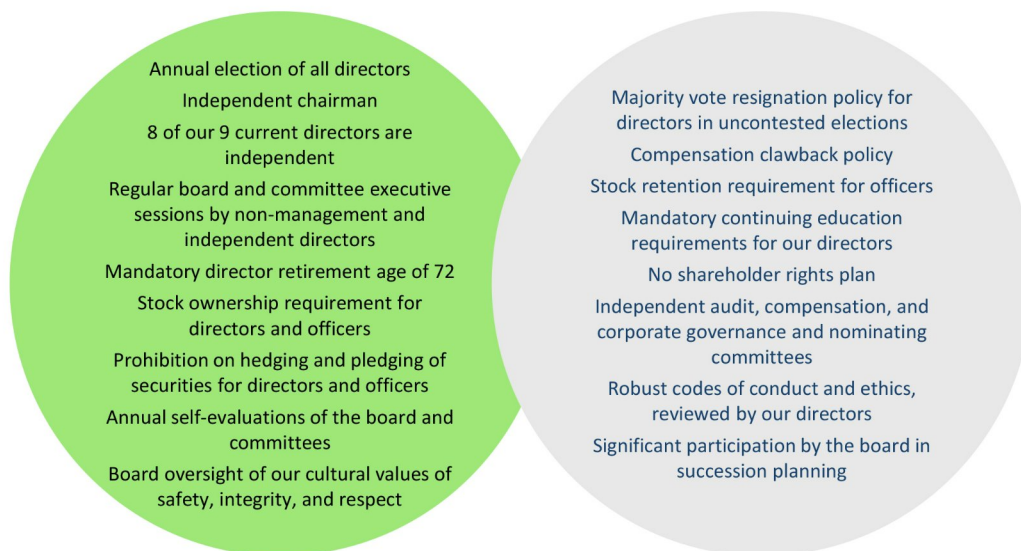 Annual election of all directors
Independent chairman
8 of our 9 current directors are
independent
Regular board and committee executive
sessions by non-management and
independent directors
Mandatory director retirement age of 72
Stock ownership requirement for
directors and officers
Prohibition on hedging and pledging of
securities for directors and officers
Annual self-evaluations of the board and
committees
Board oversight of our cultural values of
safety, integrity, and respect
Majority vote resignation policy for
directors in uncontested elections
Compensation clawback policy
Stock retention requirement for officers
Mandatory continuing education
requirements for our directors
No shareholder rights plan
Independent audit, compensation, and
corporate governance and nominating
committees
Robust codes of conduct and ethics,
reviewed by our directors
Significant participation by the board in
succession planning